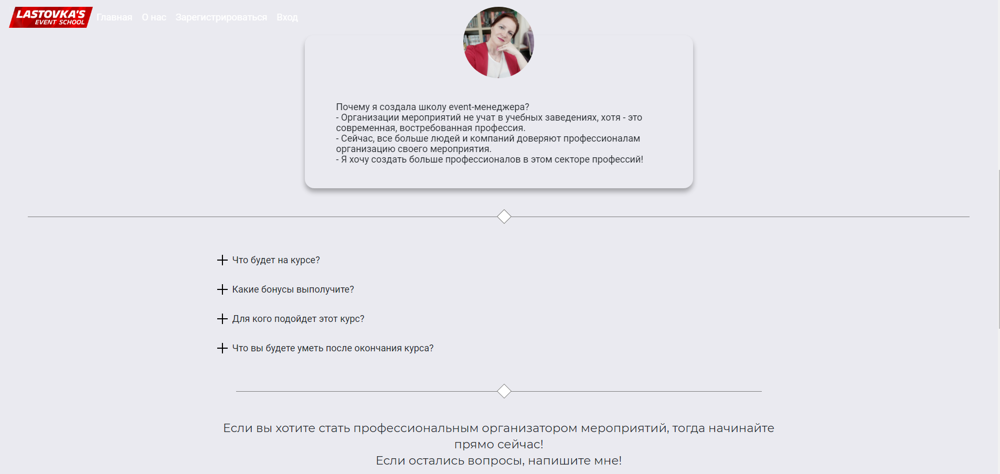 LASTOVKA'S
EVENT SCHOOL
Главная О нас Зарегистрироваться Вход
Почему я создала школу event-менеджера?
- Организации мероприятий не учат в учебных заведениях, хотя - это
современная, востребованная профессия.
- Сейчас, все больше людей и компаний доверяют профессионалам
организацию своего мероприятия.
- Я хочу создать больше профессионалов в этом секторе профессий!
Что будет на курсе?
Какие бонусы выполучите?
Для кого подойдет этот курс?
Что вы будете уметь после окончания курса?
Если вы хотите стать профессиональным организатором мероприятий, тогда начинайте
прямо сейчас!
Если остались вопросы, напишите мне!